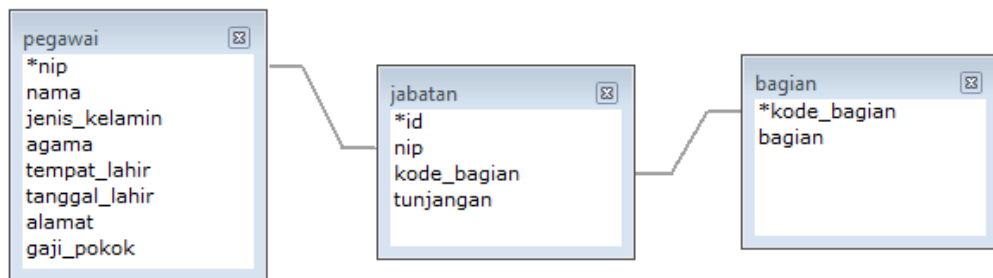 pegawai
*nip
nama
jenis_kelamin
agama
tempat_lahir
tanggal_lahir
alamat
gaji_pokok
jabatan
*id
nip
kode_bagian
tunjangan
bagian
*kode_bagian
bagian